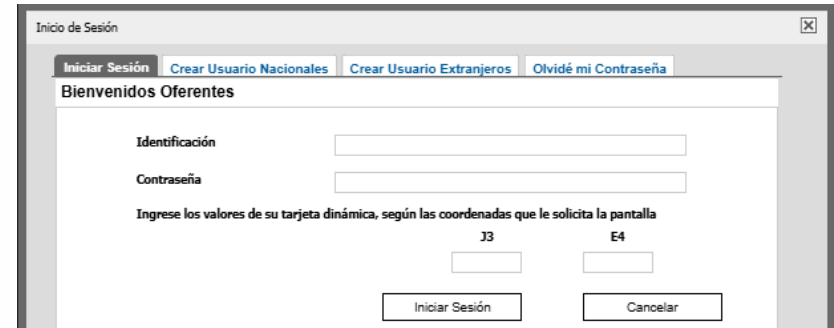 Inicio de Sesión
Iniciar Sesión Crear Usuario Nacionales Crear Usuario Extranjeros Olvidé mi Contraseña
Bienvenidos Oferentes
Identificación
Contraseña
Ingrese los valores de su tarjeta dinámica, según las coordenadas que le solicita la pantalla
J3 E4
Iniciar Sesión Cancelar